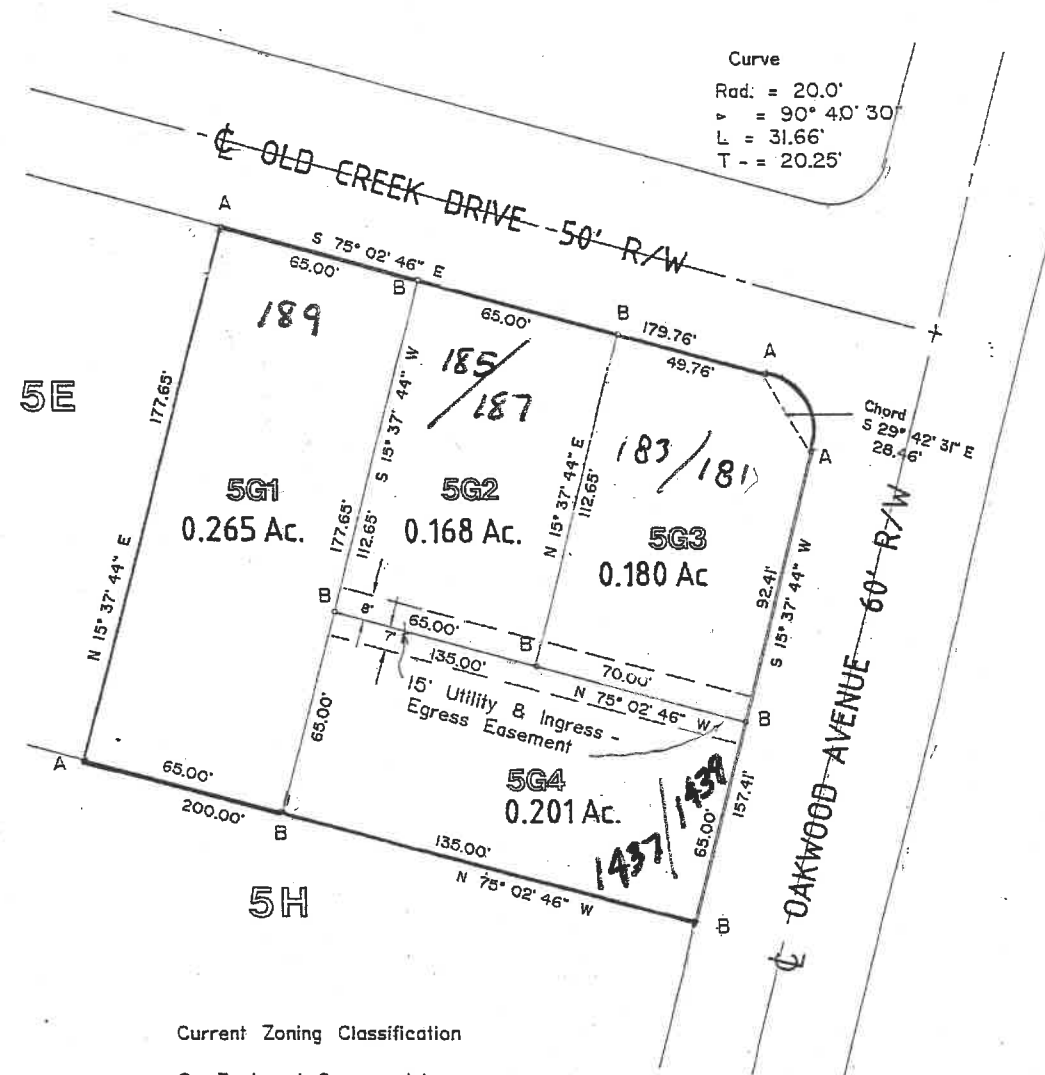 Curve
Rad. = 20.0'
= 90° 40' 30"
L = 31.66'
T - = 20.25'
℄ OLD CREEK DRIVE 50' R/W
A
S 75° 02' 46" E
65.00'
B
65.00'
B
179.76'
49.76'
A
Chord
S 29° 42' 31" E
28.46'
A
189
185/187
183/181
5E
177.65'
N 15° 37' 44" E
S 15° 37' 44" W
177.65'
112.65'
N 15° 37' 44" E
112.65'
5G1
0.265 Ac.
5G2
0.168 Ac.
5G3
0.180 Ac
92.41'
S 15° 37' 44" W
℄ OAKWOOD AVENUE 60' R/W
B
8'
7'
65.00'
135.00'
B
70.00'
N 75° 02' 46" W
B
15' Utility & Ingress -
Egress Easement
65.00'
5G4
0.201 Ac.
1437/1439
65.00'
157.41'
A
65.00'
200.00'
B
135.00'
N 75° 02' 46" W
B
5H
Current Zoning Classification